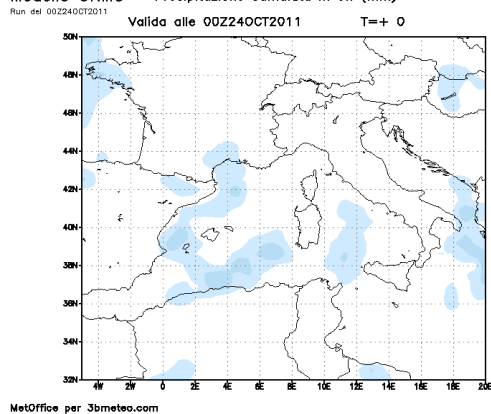 Run del 00Z24OCT2011
Valida alle 00Z24OCT2011 T=+ 0
50N
48N
46N
44N
42N
40N
38N
36N
34N
32N
4W 2W 0 2E 4E 6E 8E 10E 12E 14E 16E 18E 20E
MetOffice per 3bmeteo.com